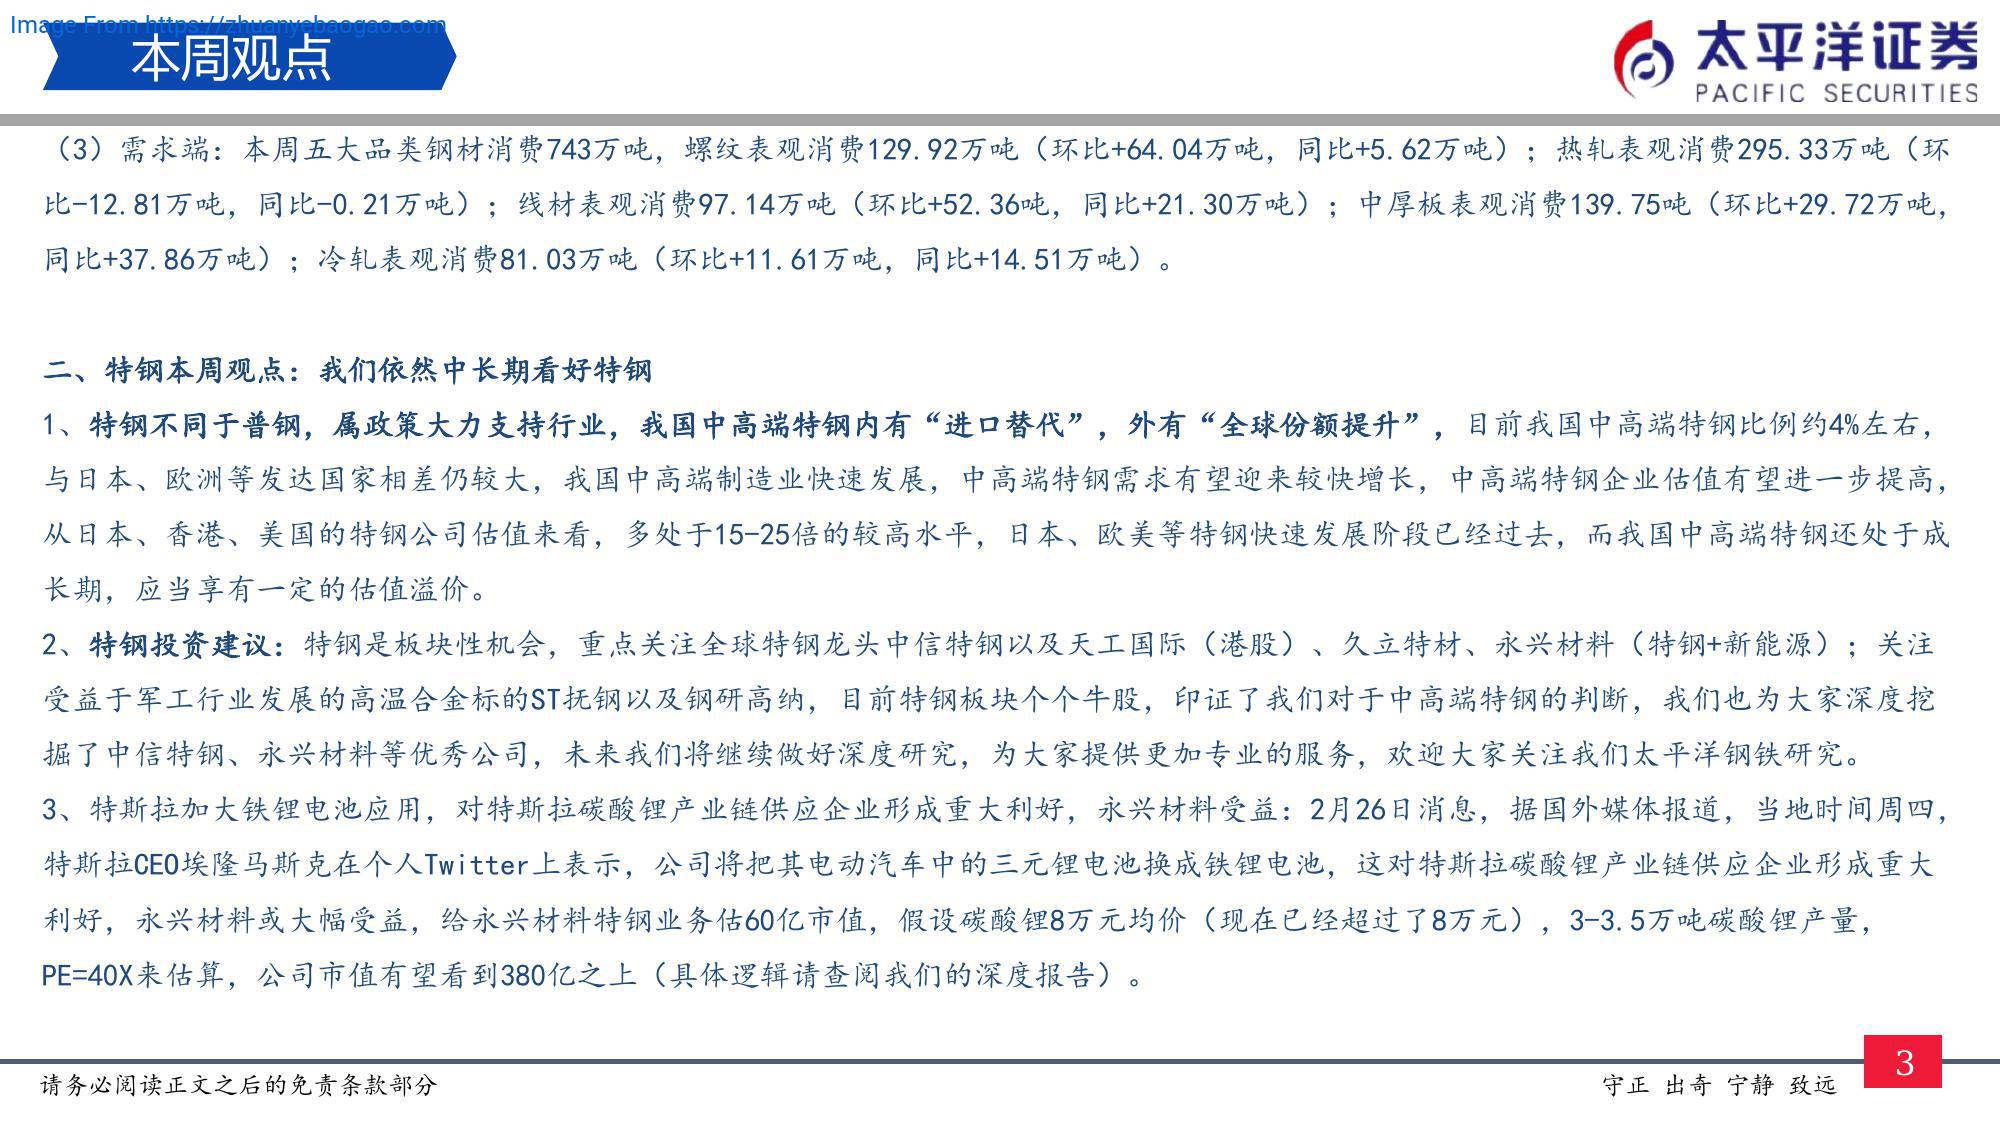 Image From https://zhuanyebaogao.com
本周观点
太平洋证券
PACIFIC SECURITIES
（3）需求端：本周五大品类钢材消费743万吨，螺纹表观消费129.92万吨（环比+64.04万吨，同比+5.62万吨）；热轧表观消费295.33万吨（环
比-12.81万吨，同比-0.21万吨）；线材表观消费97.14万吨（环比+52.36吨，同比+21.30万吨）；中厚板表观消费139.75吨（环比+29.72万吨，
同比+37.86万吨）；冷轧表观消费81.03万吨（环比+11.61万吨，同比+14.51万吨）。
二、特钢本周观点：我们依然中长期看好特钢
1、特钢不同于普钢，属政策大力支持行业，我国中高端特钢内有“进口替代”，外有“全球份额提升”，目前我国中高端特钢比例约4%左右，
与日本、欧洲等发达国家相差仍较大，我国中高端制造业快速发展，中高端特钢需求有望迎来较快增长，中高端特钢企业估值有望进一步提高，
从日本、香港、美国的特钢公司估值来看，多处于15-25倍的较高水平，日本、欧美等特钢快速发展阶段已经过去，而我国中高端特钢还处于成
长期，应当享有一定的估值溢价。
2、特钢投资建议：特钢是板块性机会，重点关注全球特钢龙头中信特钢以及天工国际（港股）、久立特材、永兴材料（特钢+新能源）；关注
受益于军工行业发展的高温合金标的ST抚钢以及钢研高纳，目前特钢板块个个牛股，印证了我们对于中高端特钢的判断，我们也为大家深度挖
掘了中信特钢、永兴材料等优秀公司，未来我们将继续做好深度研究，为大家提供更加专业的服务，欢迎大家关注我们太平洋钢铁研究。
3、特斯拉加大铁锂电池应用，对特斯拉碳酸锂产业链供应企业形成重大利好，永兴材料受益：2月26日消息，据国外媒体报道，当地时间周四，
特斯拉CEO埃隆马斯克在个人Twitter上表示，公司将把其电动汽车中的三元锂电池换成铁锂电池，这对特斯拉碳酸锂产业链供应企业形成重大
利好，永兴材料或大幅受益，给永兴材料特钢业务估60亿市值，假设碳酸锂8万元均价（现在已经超过了8万元），3-3.5万吨碳酸锂产量，
PE=40X来估算，公司市值有望看到380亿之上（具体逻辑请查阅我们的深度报告）。
请务必阅读正文之后的免责条款部分
守正 出奇 宁静 致远
3